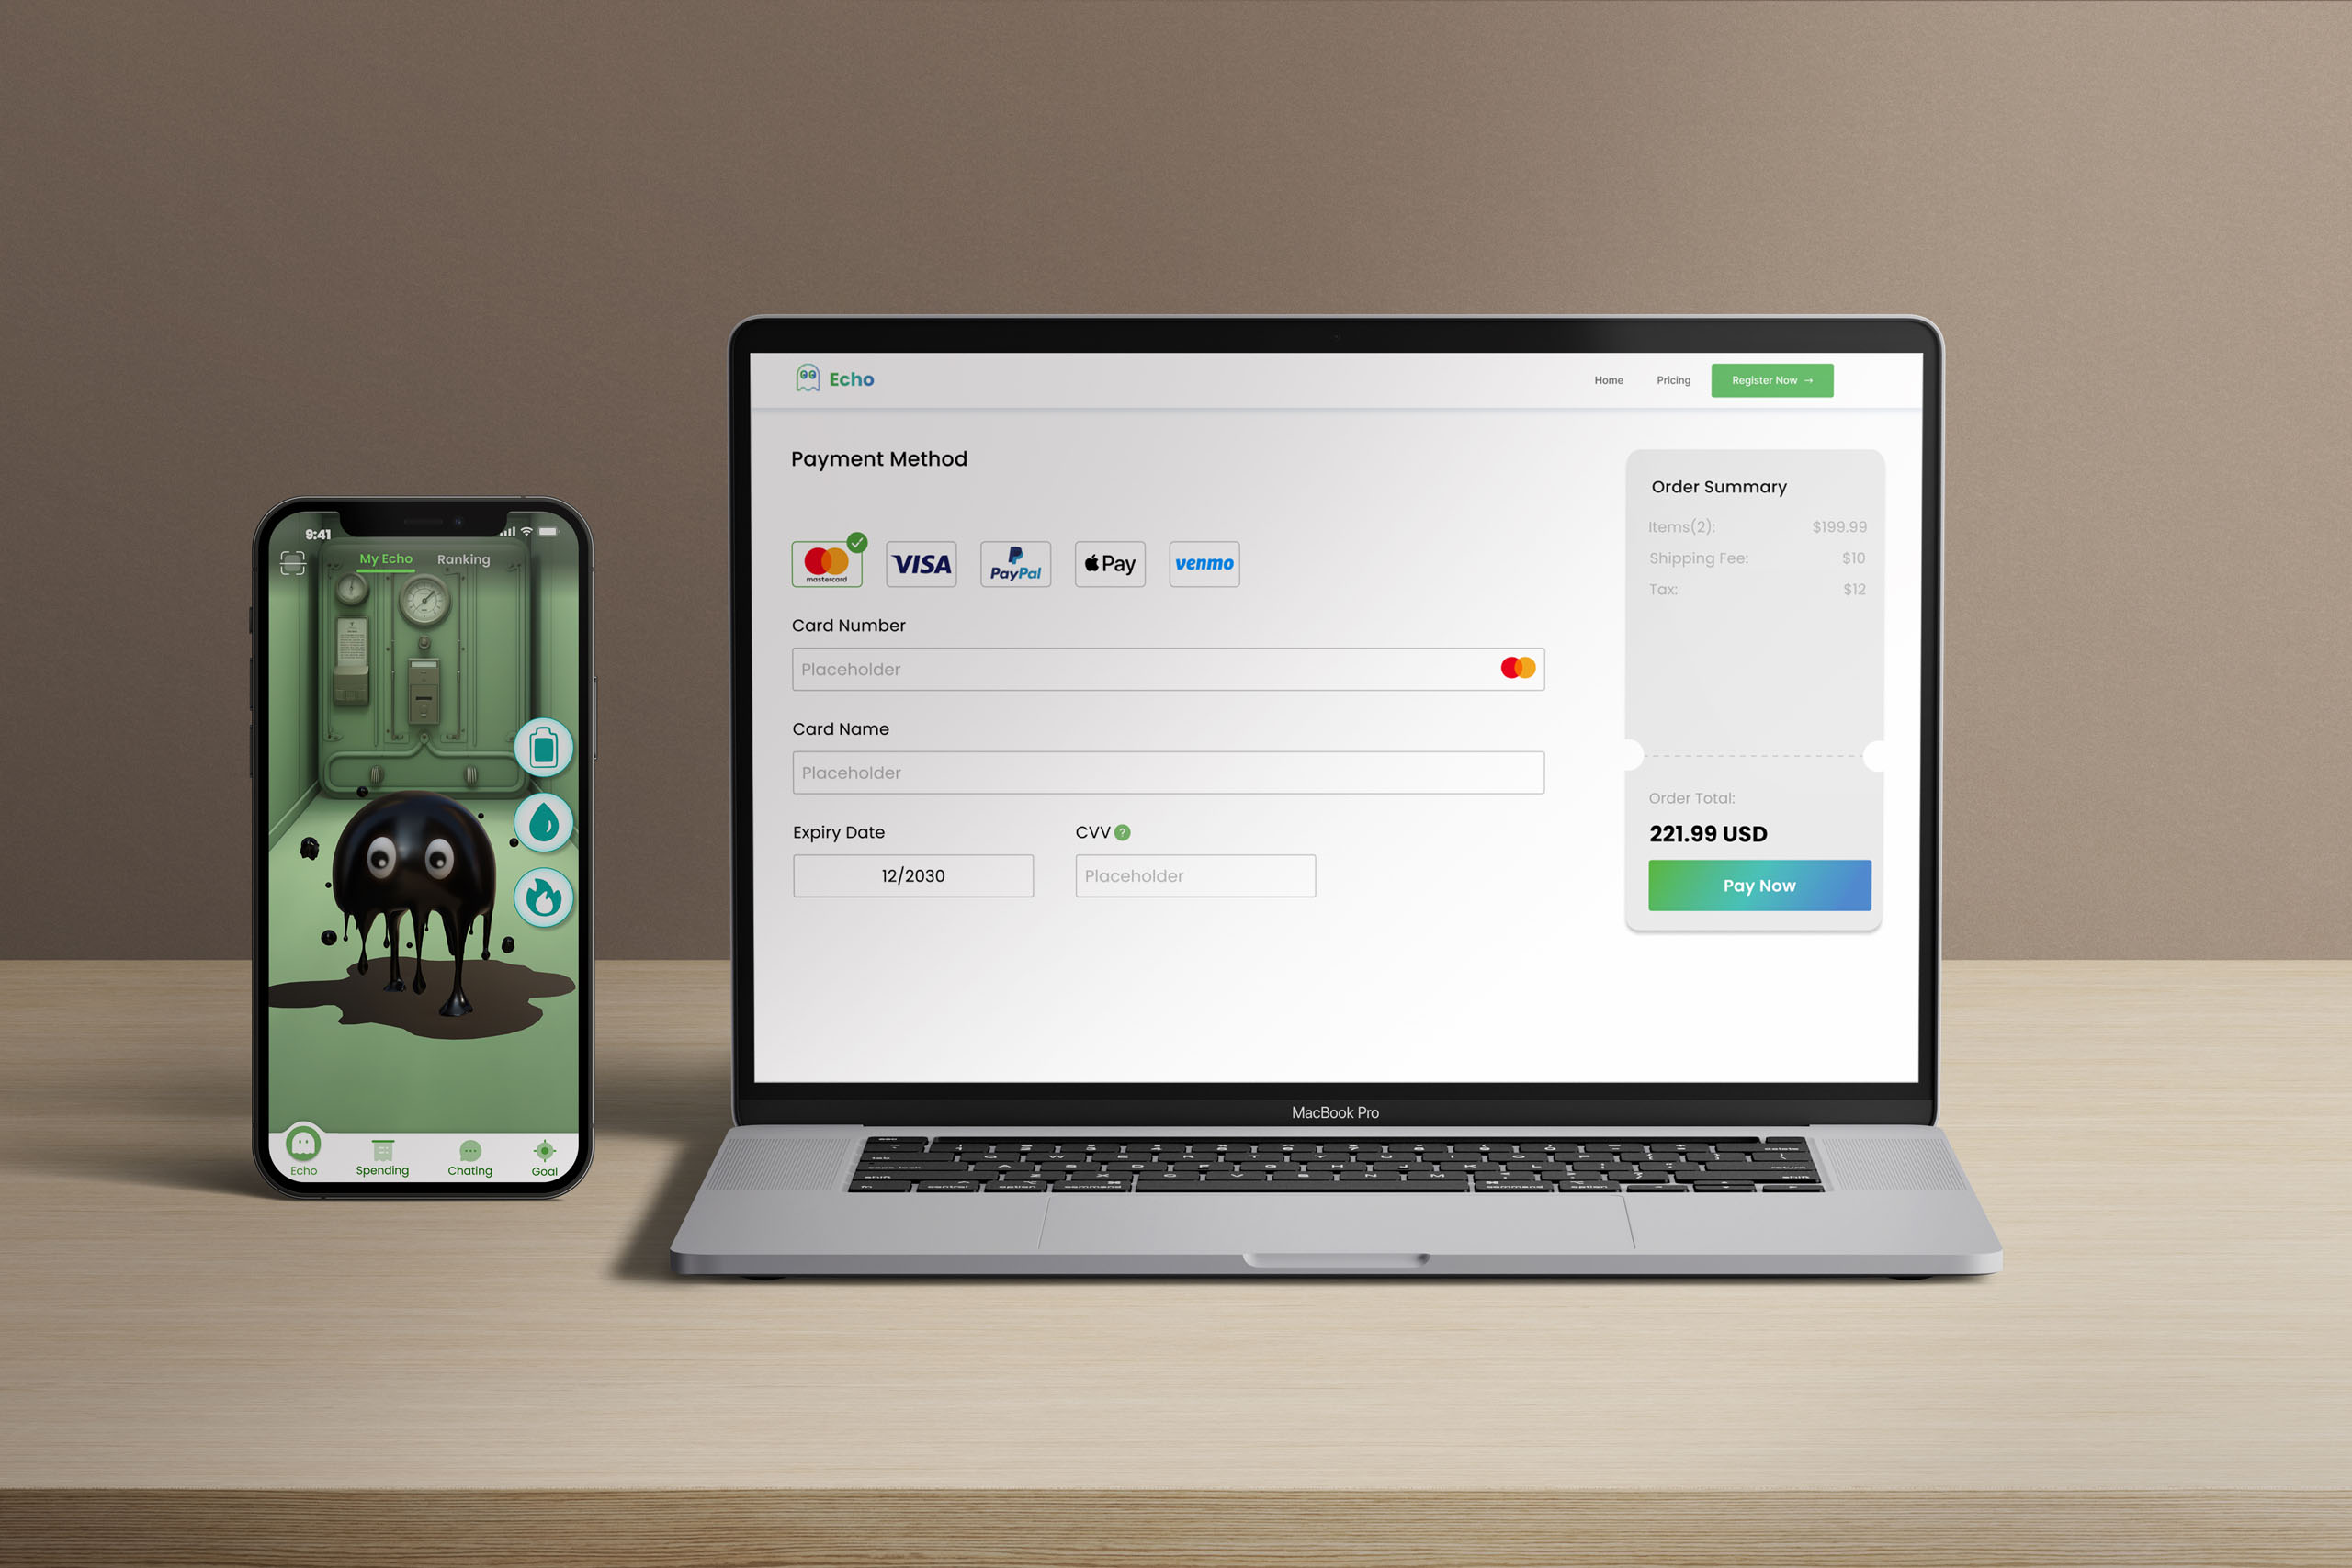 9:41
My Echo Ranking
Echo Spending Chating Goal
Echo
Home Pricing Register Now →
Payment Method
mastercard VISA PayPal Pay venmo
Card Number
Placeholder
Card Name
Placeholder
Expiry Date CVV ?
12/2030 Placeholder
Order Summary
Items(2): $199.99
Shipping Fee: $10
Tax: $12
Order Total:
221.99 USD
Pay Now
MacBook Pro